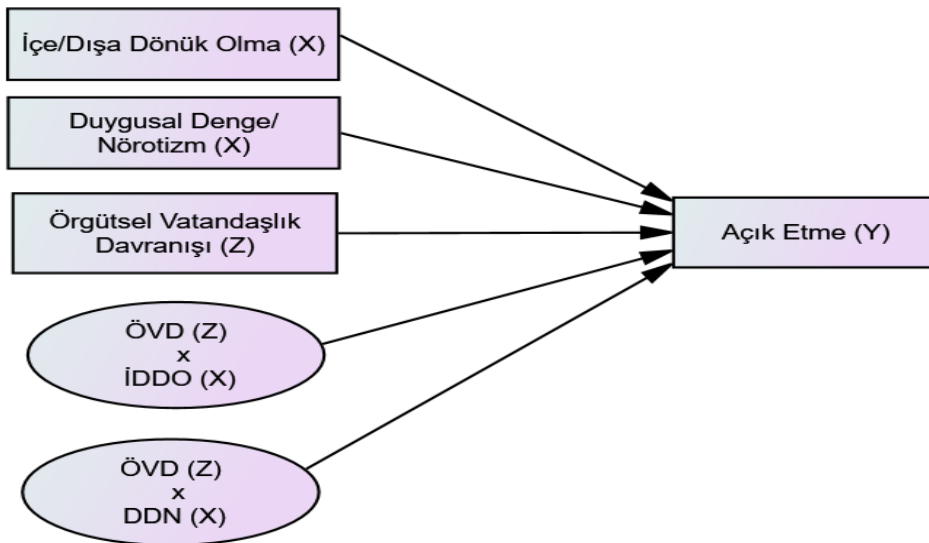 İçe/Dışa Dönük Olma (X)
Duygusal Denge/
Nörotizm (X)
Örgütsel Vatandaşlık
Davranışı (Z)
Açık Etme (Y)
ÖVD (Z)
x
İDDO (X)
ÖVD (Z)
x
DDN (X)